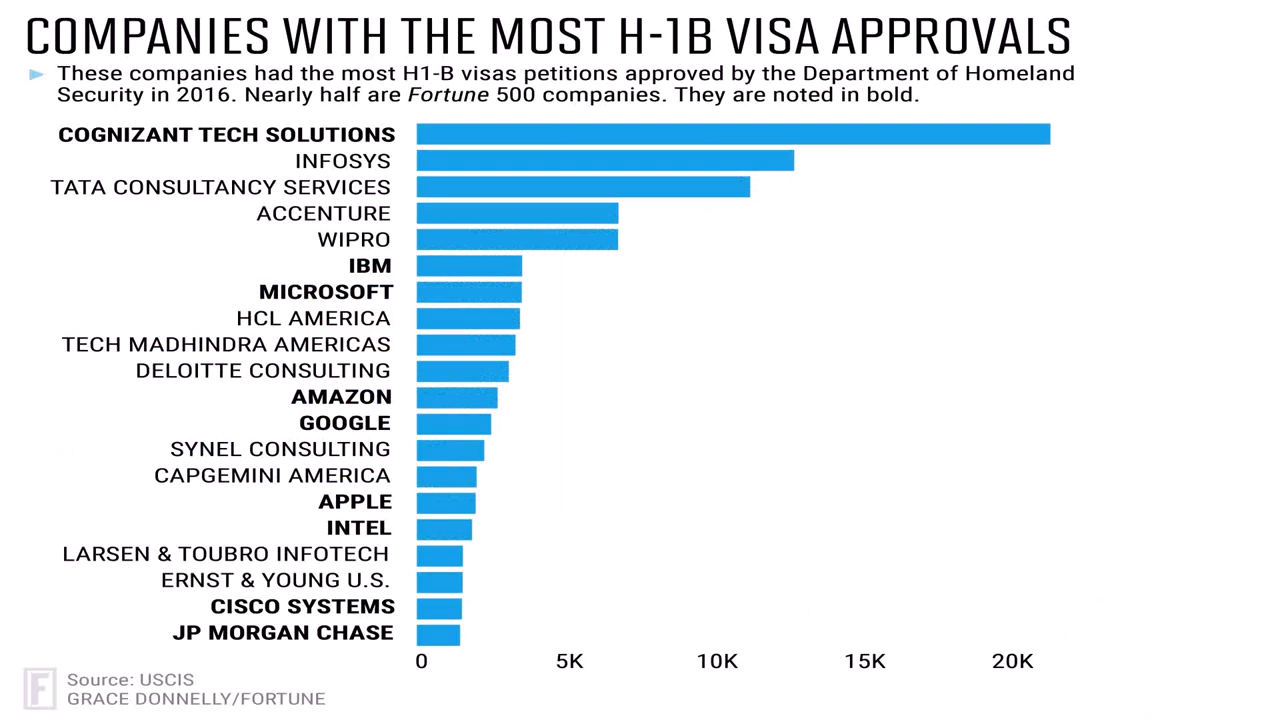 COMPANIES WITH THE MOST H-1B VISA APPROVALS
These companies had the most H1-B visas petitions approved by the Department of Homeland
Security in 2016. Nearly half are Fortune 500 companies. They are noted in bold.
COGNIZANT TECH SOLUTIONS
INFOSYS
TATA CONSULTANCY SERVICES
ACCENTURE
WIPRO
IBM
MICROSOFT
HCL AMERICA
TECH MADHINDRA AMERICAS
DELOITTE CONSULTING
AMAZON
GOOGLE
SYNEL CONSULTING
CAPGEMINI AMERICA
APPLE
INTEL
LARSEN & TOUBRO INFOTECH
ERNST & YOUNG U.S.
CISCO SYSTEMS
JP MORGAN CHASE
0 5K 10K 15K 20K
F
Source: USCIS
GRACE DONNELLY/FORTUNE